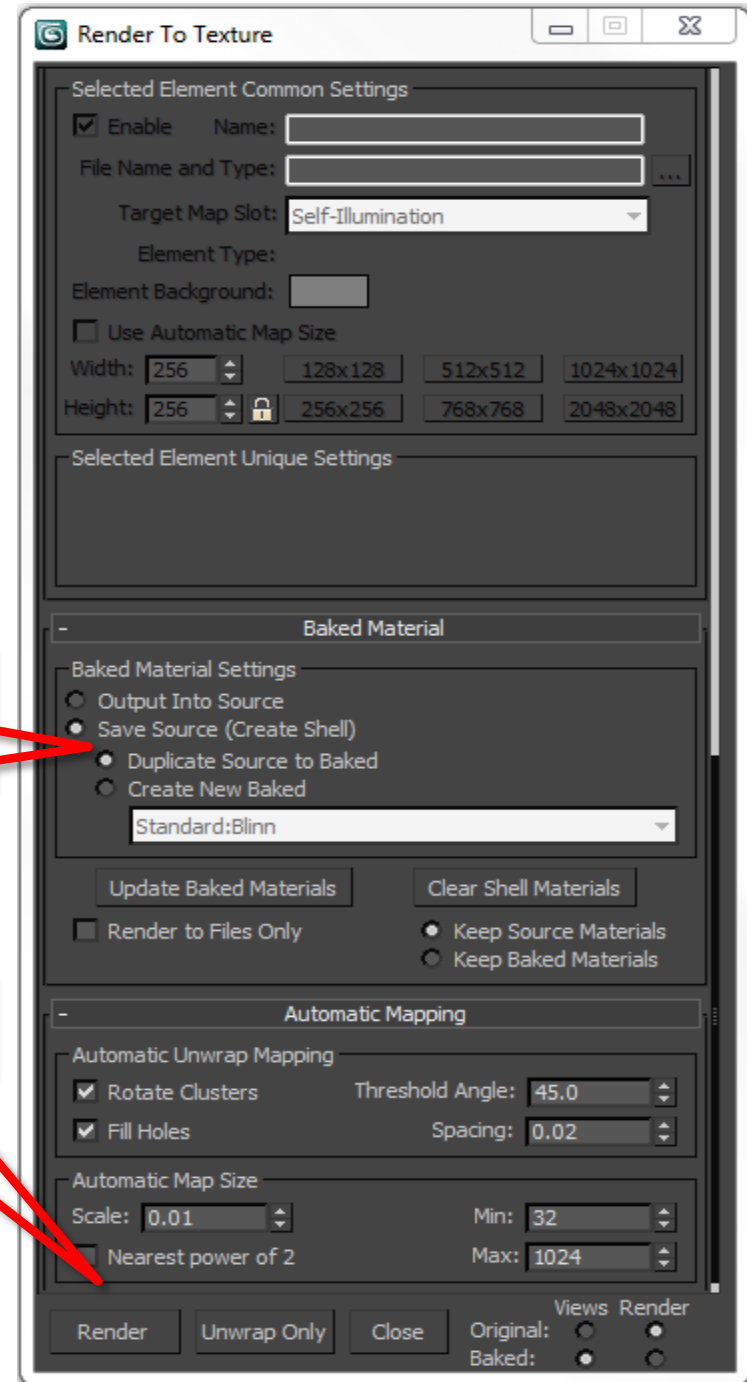 Render To Texture
Selected Element Common Settings
Enable Name:
File Name and Type: ...
Target Map Slot: Self-Illumination
Element Type:
Element Background:
Use Automatic Map Size
Width: 256 128x128 512x512 1024x1024
Height: 256 256x256 768x768 2048x2048
Selected Element Unique Settings
- Baked Material
Baked Material Settings
Output Into Source
Save Source (Create Shell)
Duplicate Source to Baked
Create New Baked
Standard:Blinn
Update Baked Materials Clear Shell Materials
Render to Files Only Keep Source Materials
Keep Baked Materials
- Automatic Mapping
Automatic Unwrap Mapping
Rotate Clusters Threshold Angle: 45.0
Fill Holes Spacing: 0.02
Automatic Map Size
Scale: 0.01 Min: 32
Nearest power of 2 Max: 1024
Views Render
Render Unwrap Only Close Original:
Baked: